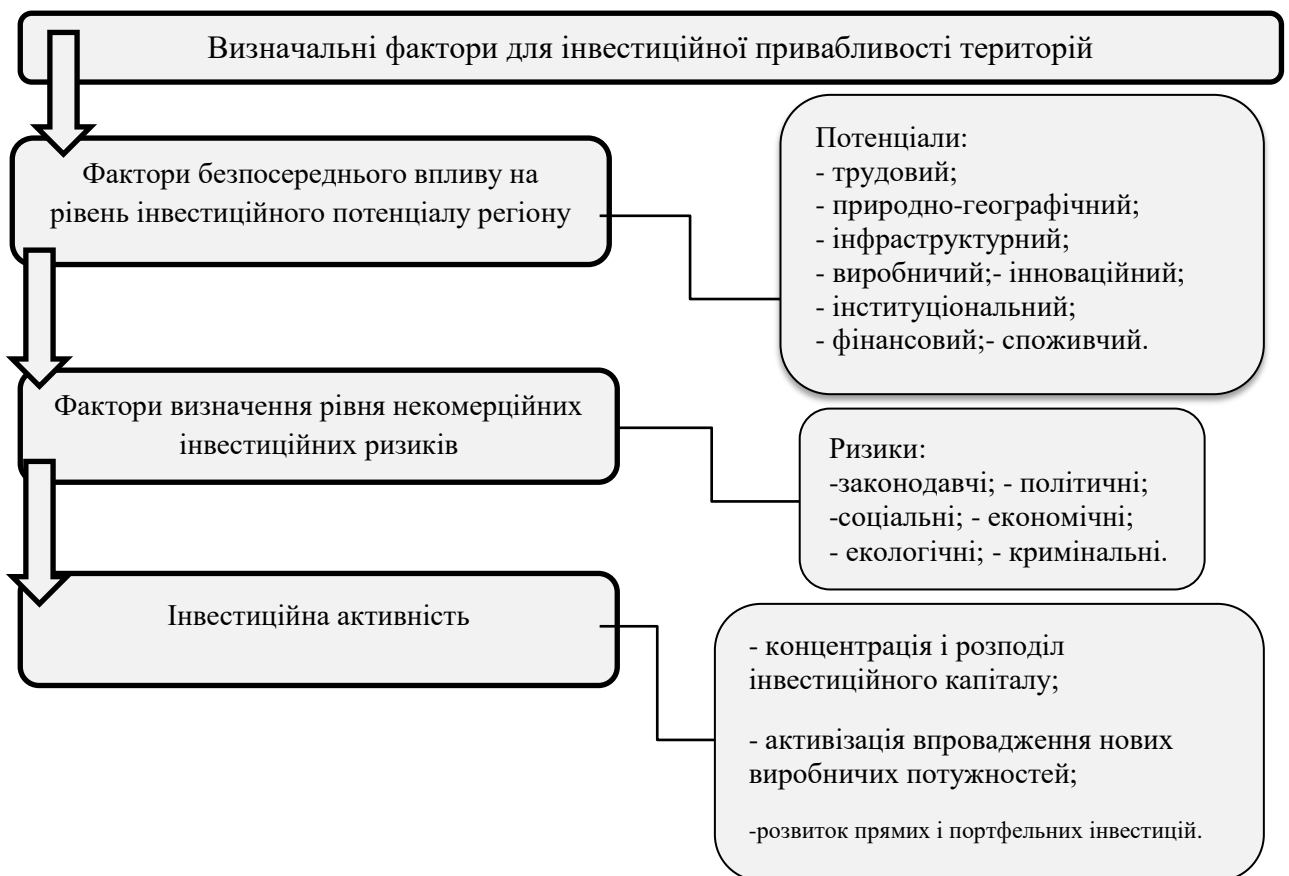 Визначальні фактори для інвестиційної привабливості територій
Фактори безпосереднього впливу на
рівень інвестиційного потенціалу регіону
Потенціали:
- трудовий;
- природно-географічний;
- інфраструктурний;
- виробничий;- інноваційний;
- інституціональний;
- фінансовий;- споживчий.
Фактори визначення рівня некомерційних
інвестиційних ризиків
Ризики:
-законодавчі; - політичні;
-соціальні; - економічні;
- екологічні; - кримінальні.
Інвестиційна активність
- концентрація і розподіл
інвестиційного капіталу;
- активізація впровадження нових
виробничих потужностей;
-розвиток прямих і портфельних інвестицій.